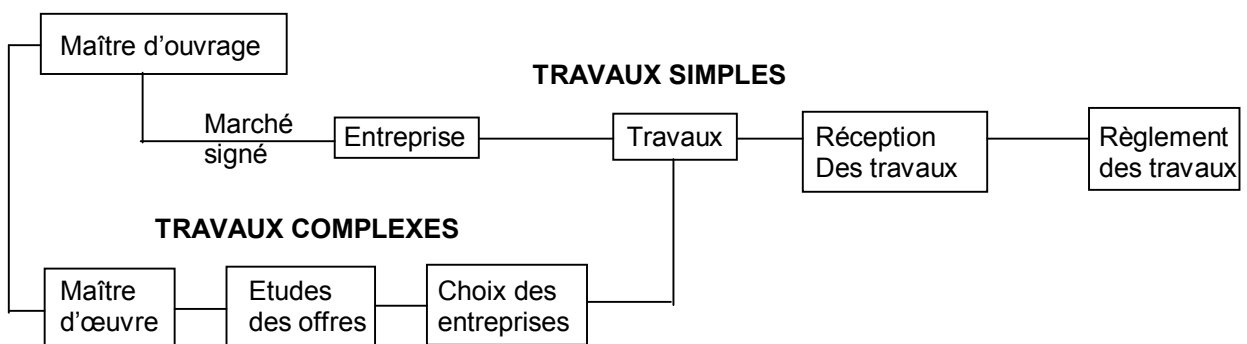 Maître d'ouvrage
TRAVAUX SIMPLES
Marché
signé
Entreprise
Travaux
Réception
Des travaux
Règlement
des travaux
TRAVAUX COMPLEXES
Maître
d'œuvre
Etudes
des offres
Choix des
entreprises